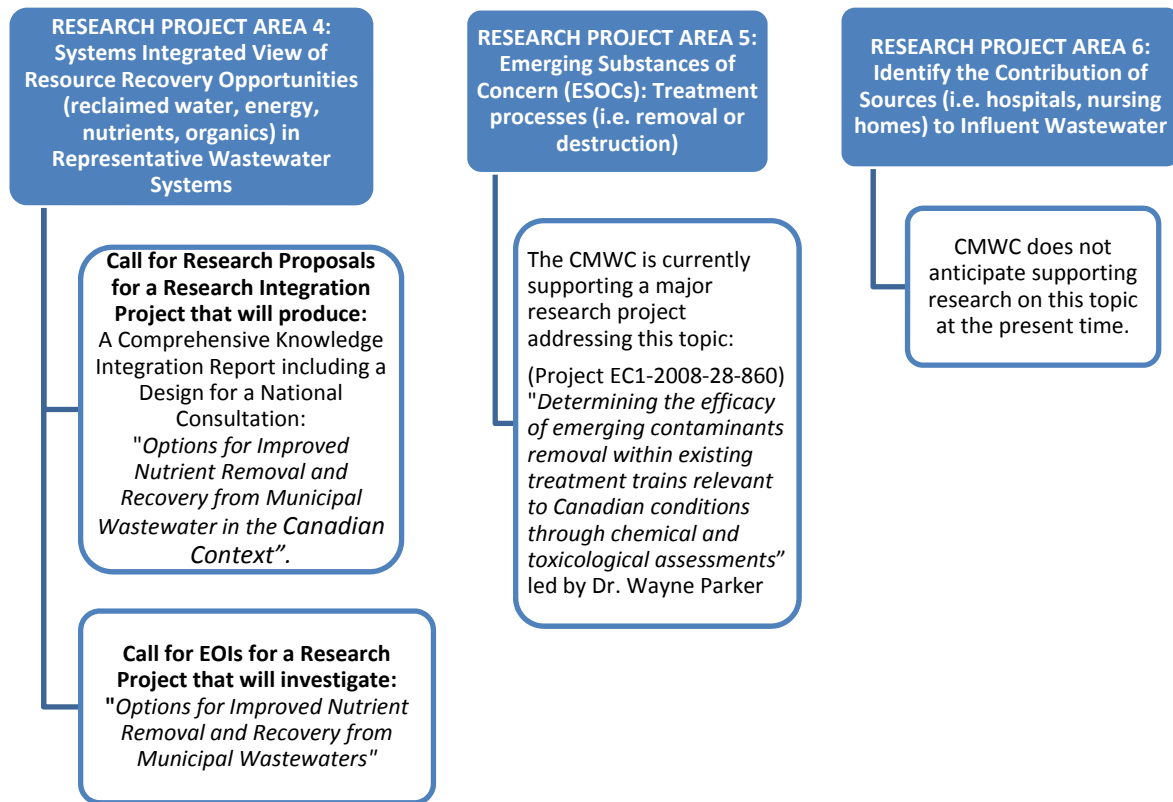 RESEARCH PROJECT AREA 4:
Systems Integrated View of
Resource Recovery Opportunities
(reclaimed water, energy,
nutrients, organics) in
Representative Wastewater
Systems
Call for Research Proposals
for a Research Integration
Project that will produce:
A Comprehensive Knowledge
Integration Report including a
Design for a National
Consultation:
"Options for Improved
Nutrient Removal and
Recovery from Municipal
Wastewater in the Canadian
Context”.
Call for EOIs for a Research
Project that will investigate:
"Options for Improved Nutrient
Removal and Recovery from
Municipal Wastewaters"
RESEARCH PROJECT AREA 5:
Emerging Substances of
Concern (ESOCs): Treatment
processes (i.e. removal or
destruction)
The CMWC is currently
supporting a major
research project
addressing this topic:
(Project EC1-2008-28-860)
"Determining the efficacy
of emerging contaminants
removal within existing
treatment trains relevant
to Canadian conditions
through chemical and
toxicological assessments”
led by Dr. Wayne Parker
RESEARCH PROJECT AREA 6:
Identify the Contribution of
Sources (i.e. hospitals, nursing
homes) to Influent Wastewater
CMWC does not
anticipate supporting
research on this topic
at the present time.